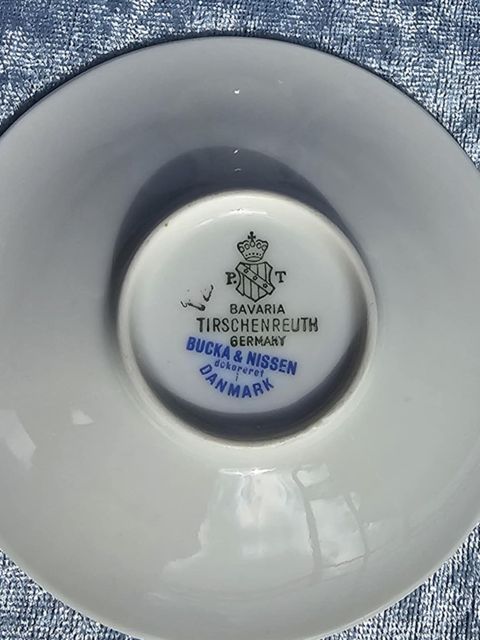 P. T
BAVARIA
TIRSCHENREUTH
GERMANY
BUCKA & NISSEN
dekoreret
i
DANMARK